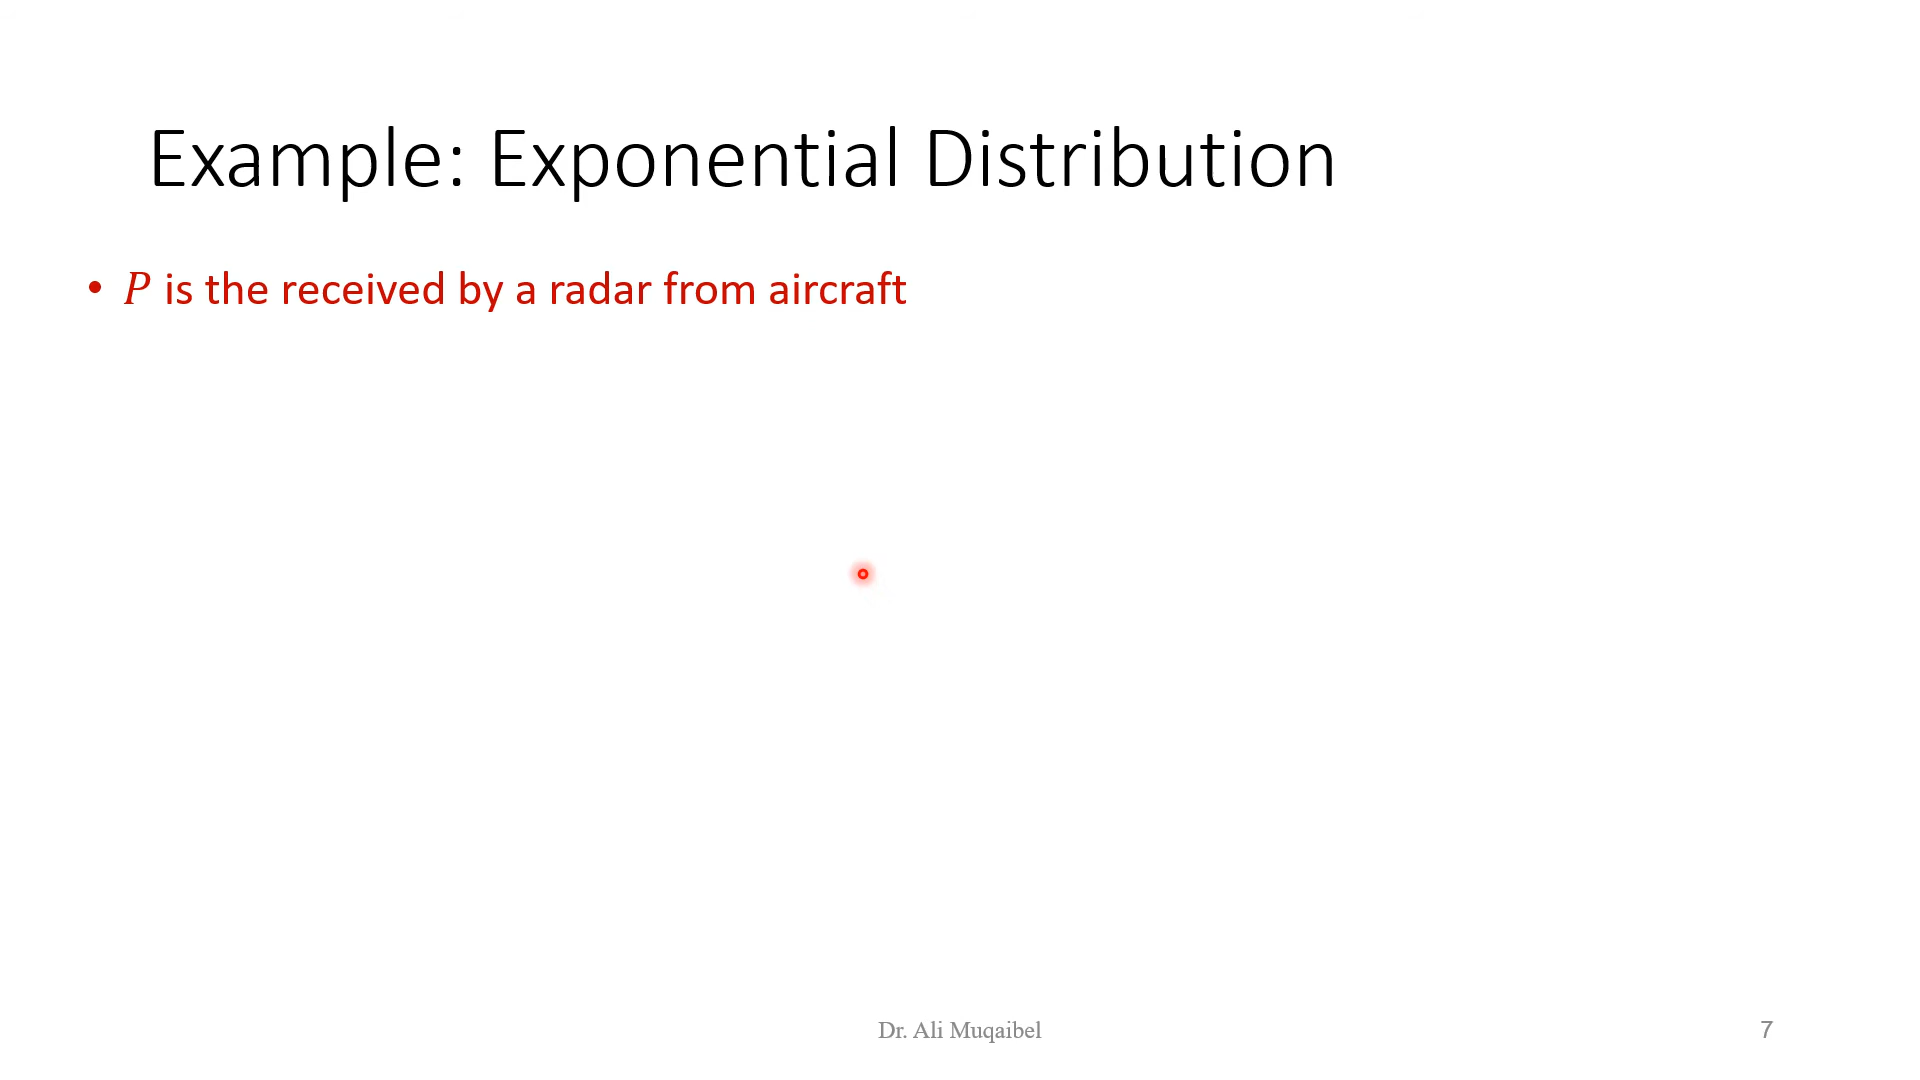 Example: Exponential Distribution
• P is the received by a radar from aircraft
Dr. Ali Muqaibel
7